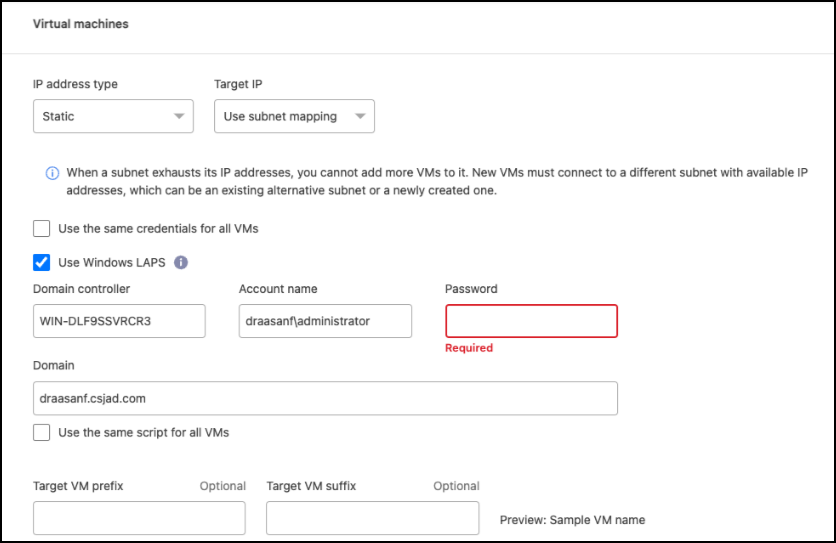 Virtual machines
IP address type
Target IP
Static
Use subnet mapping
When a subnet exhausts its IP addresses, you cannot add more VMs to it. New VMs must connect to a different subnet with available IP
addresses, which can be an existing alternative subnet or a newly created one.
Use the same credentials for all VMs
Use Windows LAPS
Domain controller
Account name
Password
WIN-DLF9SSVRCR3
draasanf\administrator
Required
Domain
draasanf.csjad.com
Use the same script for all VMs
Target VM prefix Optional
Target VM suffix Optional
Preview: Sample VM name